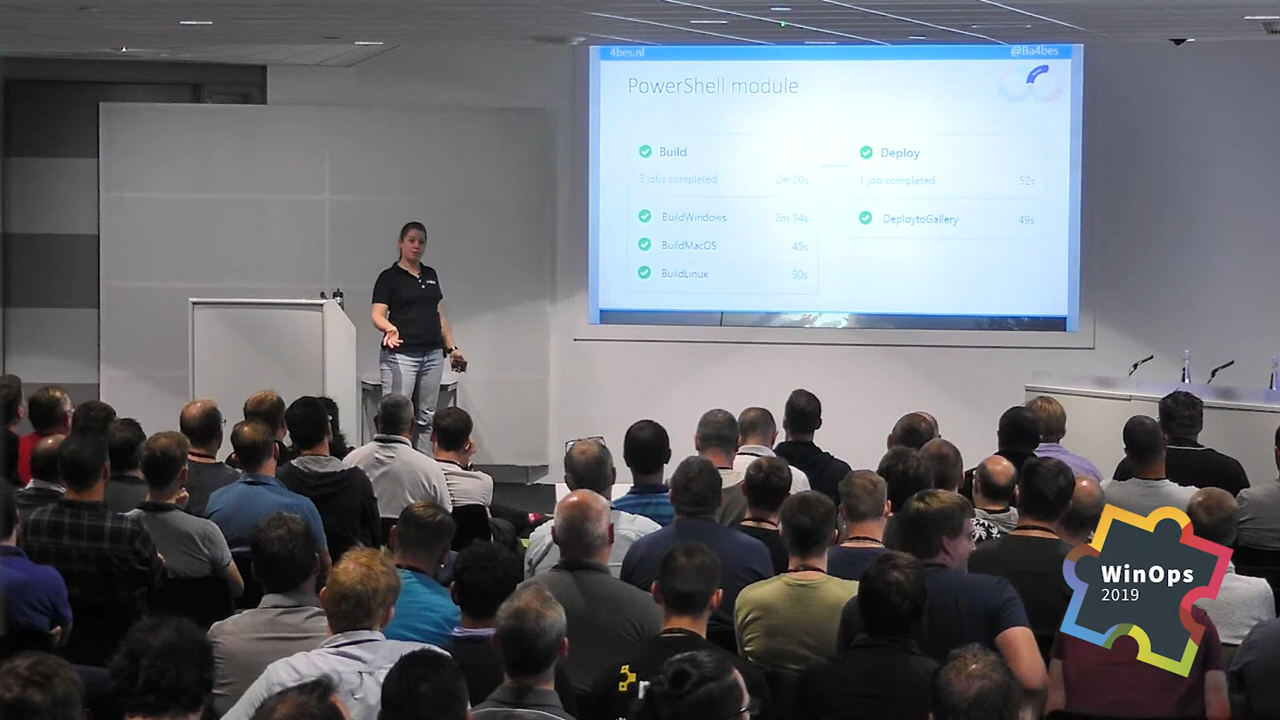 4bes.nl @Ba4bes
PowerShell module
Build
3 jobs completed 2m 20s
BuildWindows 2m 14s
BuildMacOS 45s
BuildLinux 50s
Deploy
1 job completed 52s
DeploytoGallery 49s
WinOps
2019